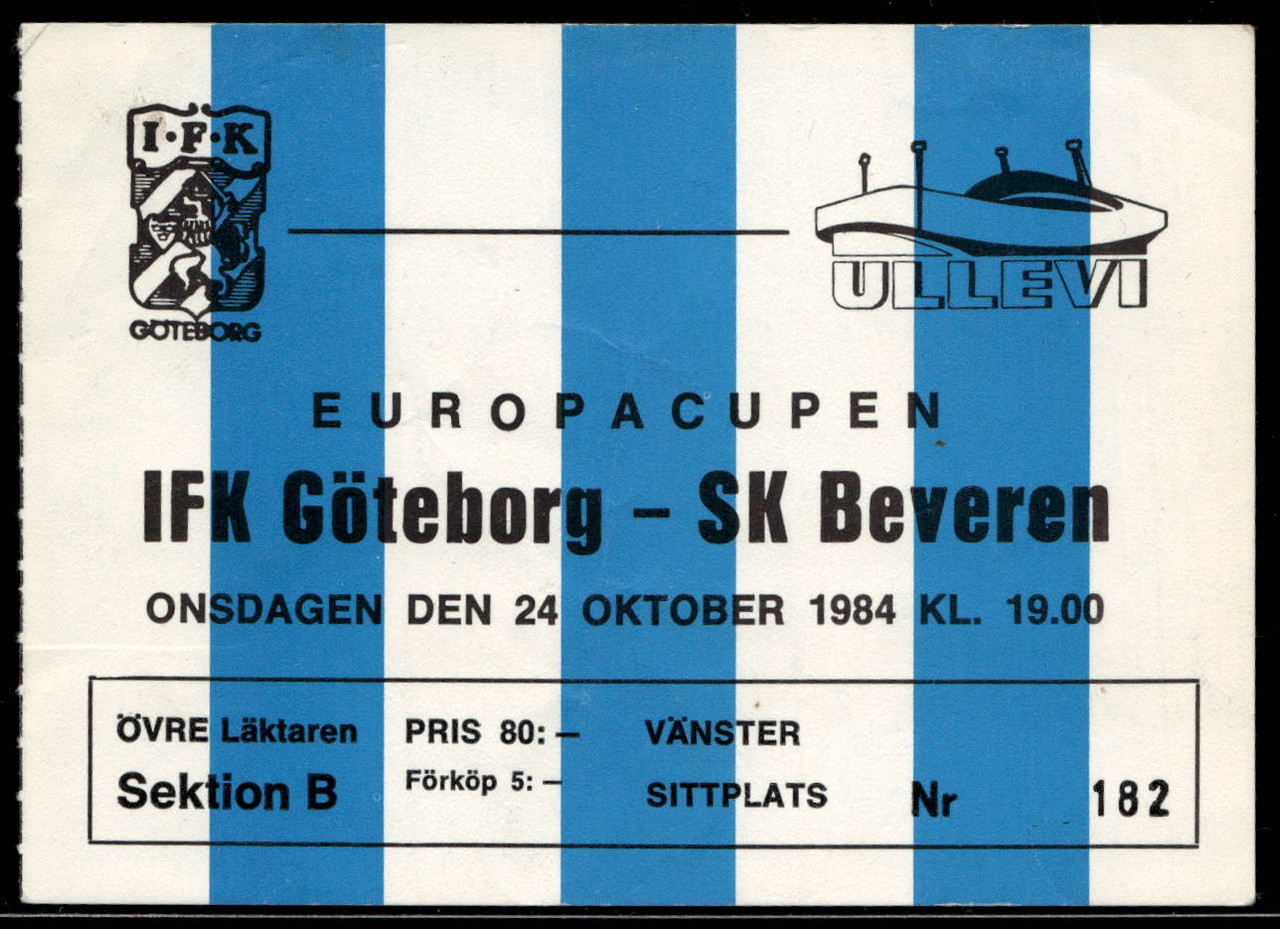 I·F·K
GÖTEBORG
ULLEVI
EUROPACUPEN
IFK Göteborg – SK Beveren
ONSDAGEN DEN 24 OKTOBER 1984 KL. 19.00
ÖVRE Läktaren
Sektion B
PRIS 80:–
Förköp 5:–
VÄNSTER
SITTPLATS
Nr 182